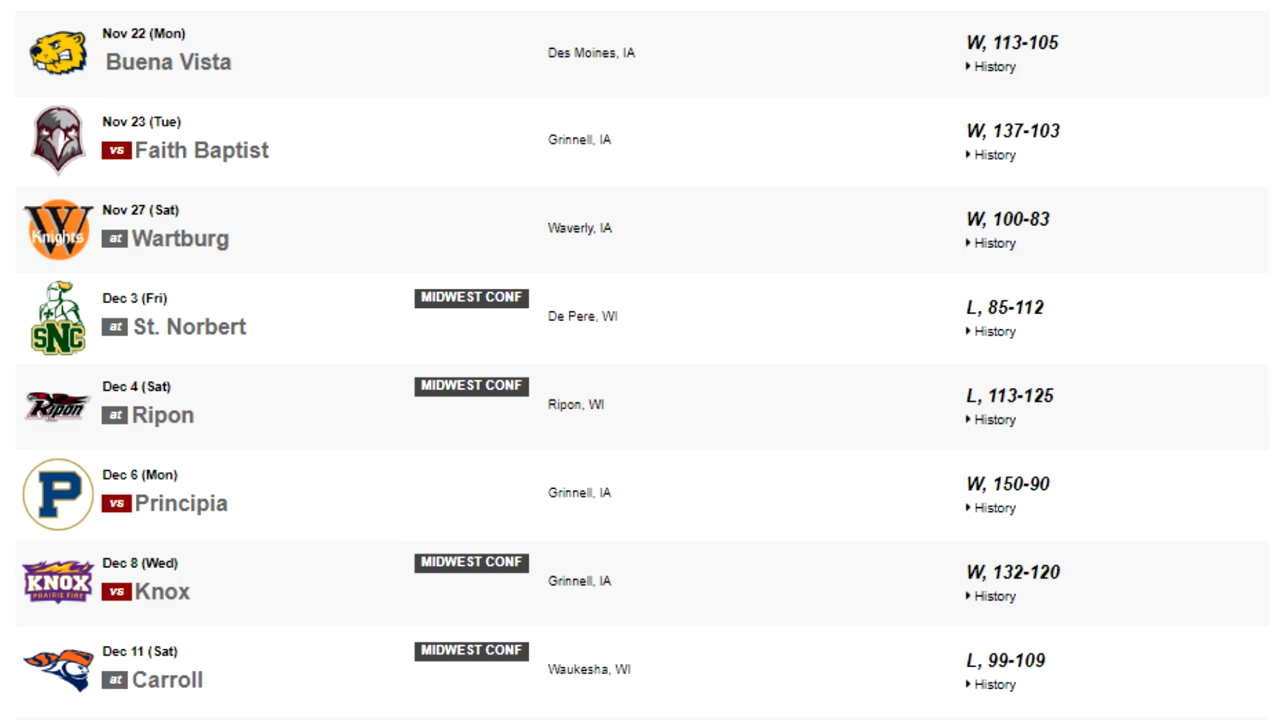 Nov 22 (Mon)
Buena Vista
Des Moines, IA
W, 113-105
History
Nov 23 (Tue)
vs Faith Baptist
Grinnell, IA
W, 137-103
History
W
Knights
Nov 27 (Sat)
at Wartburg
Waverly, IA
W, 100-83
History
SNC
Dec 3 (Fri)
at St. Norbert
MIDWEST CONF
De Pere, WI
L, 85-112
History
Ripon
Dec 4 (Sat)
at Ripon
MIDWEST CONF
Ripon, WI
L, 113-125
History
P
Dec 6 (Mon)
vs Principia
Grinnell, IA
W, 150-90
History
KNOX
PRAIRIE FIRE
Dec 8 (Wed)
vs Knox
MIDWEST CONF
Grinnell, IA
W, 132-120
History
Dec 11 (Sat)
at Carroll
MIDWEST CONF
Waukesha, WI
L, 99-109
History